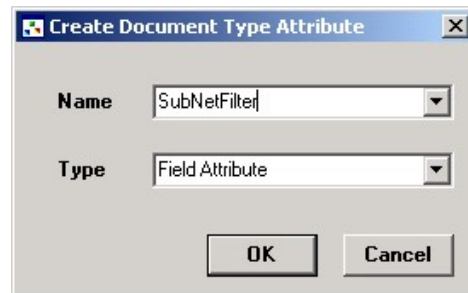 Create Document Type Attribute
Name SubNetFilter
Type Field Attribute
OK Cancel